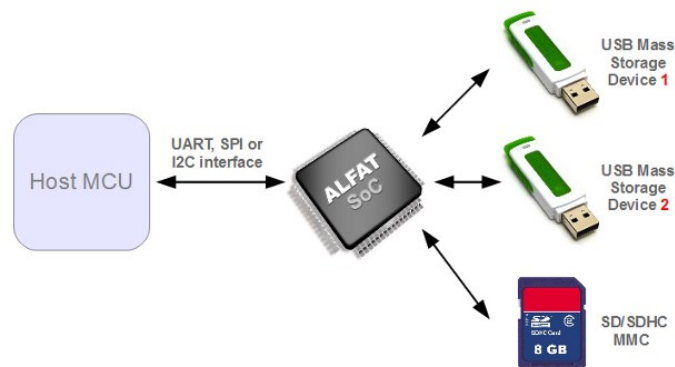 Host MCU
UART, SPI or
I2C interface
ALFAT
SoC
USB Mass
Storage
Device 1
USB Mass
Storage
Device 2
SDHC Card
8 GB
SD/SDHC
MMC